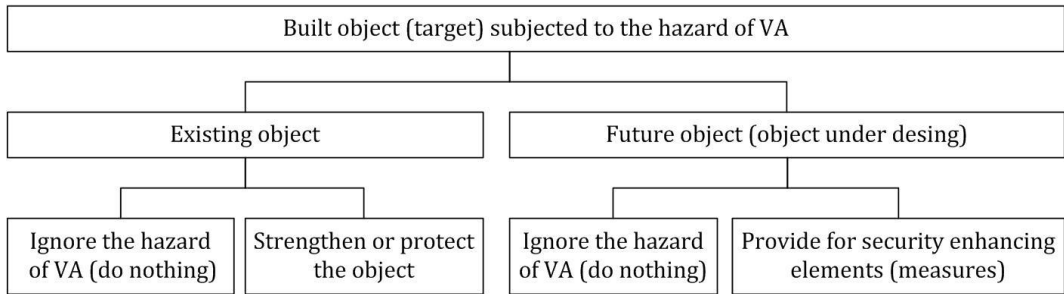 Built object (target) subjected to the hazard of VA
Existing object
Future object (object under desing)
Ignore the hazard
of VA (do nothing)
Strengthen or protect
the object
Ignore the hazard
of VA (do nothing)
Provide for security enhancing
elements (measures)